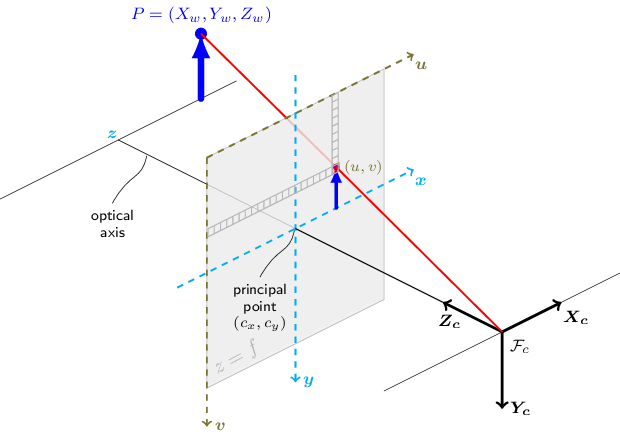 P = (X_w, Y_w, Z_w)
u
z
(u, v)
x
optical
axis
principal
point
(c_x, c_y)
Z_c
X_c
F_c
z = f
y
Y_c
v